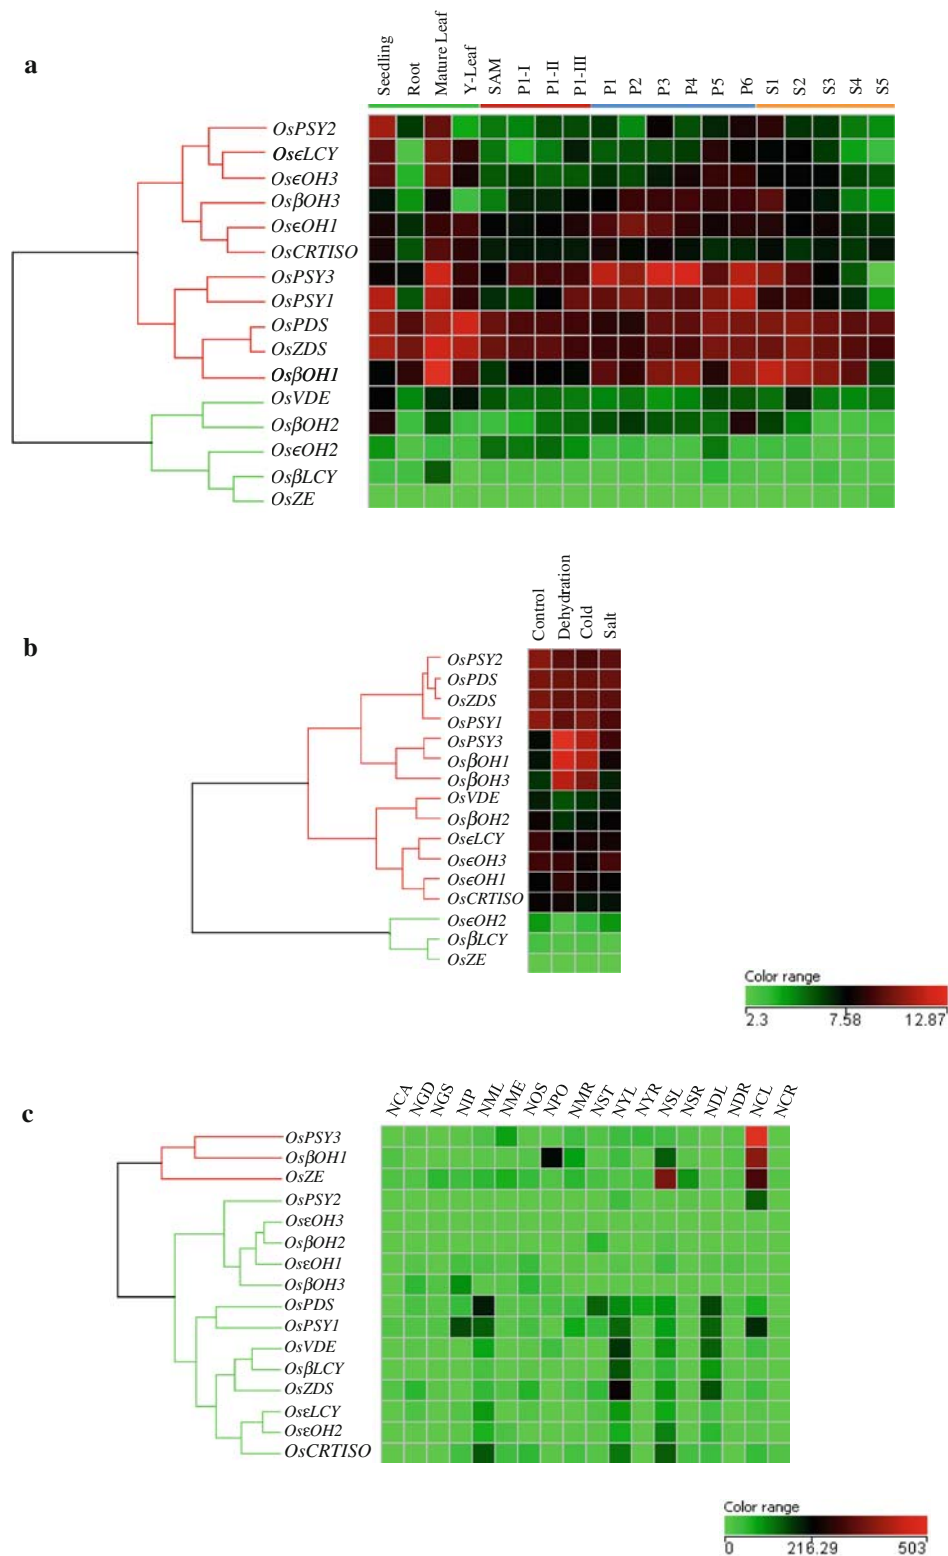 a
Seedling
Root
Mature Leaf
Y-Leaf
SAM
P1-I
P1-II
P1-III
P1
P2
P3
P4
P5
P6
S1
S2
S3
S4
S5
OsPSY2
OsϵLCY
OsϵOH3
OsβOH3
OsϵOH1
OsCRTISO
OsPSY3
OsPSY1
OsPDS
OsZDS
OsβOH1
OsVDE
OsβOH2
OsϵOH2
OsβLCY
OsZE
b
Control
Dehydration
Cold
Salt
OsPSY2
OsPDS
OsZDS
OsPSY1
OsPSY3
OsβOH1
OsβOH3
OsVDE
OsβOH2
OsϵLCY
OsϵOH3
OsϵOH1
OsCRTISO
OsϵOH2
OsβLCY
OsZE
Color range
2.3 7.58 12.87
c
NCA
NGD
NGS
NIP
NML
NME
NOS
NPO
NMR
NST
NYL
NYR
NSL
NSR
NDL
NDR
NCL
NCR
OsPSY3
OsβOH1
OsZE
OsPSY2
OsεOH3
OsβOH2
OsεOH1
OsβOH3
OsPDS
OsPSY1
OsVDE
OsβLCY
OsZDS
OsεLCY
OsεOH2
OsCRTISO
Color range
0 216.29 503